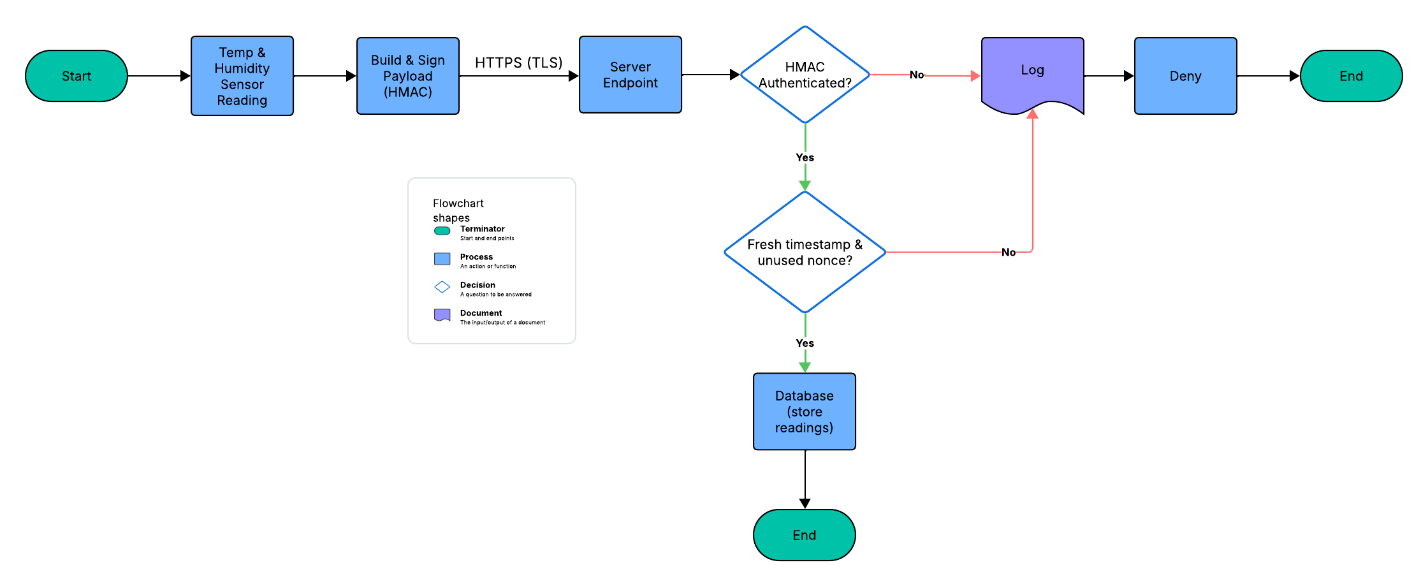 Start
Temp &
Humidity
Sensor
Reading
Build & Sign
Payload
(HMAC)
HTTPS (TLS)
Server
Endpoint
HMAC
Authenticated?
No
Log
Deny
End
Yes
Fresh timestamp &
unused nonce?
No
Yes
Database
(store
readings)
End
Flowchart
shapes
Terminator
Start and end points
Process
An action or function
Decision
A question to be answered
Document
The input/output of a document